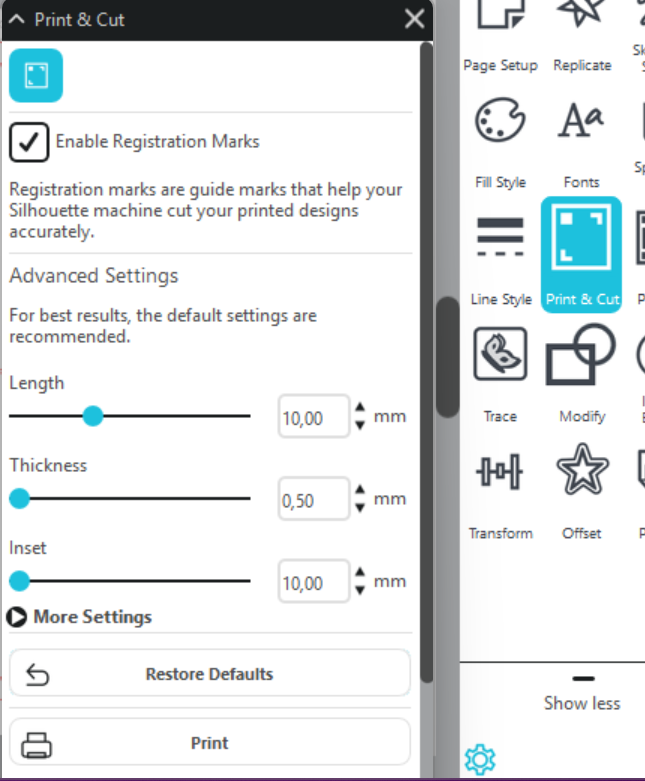 Print & Cut
Enable Registration Marks
Registration marks are guide marks that help your
Silhouette machine cut your printed designs
accurately.
Advanced Settings
For best results, the default settings are
recommended.
Length
10,00 mm
Thickness
0,50 mm
Inset
10,00 mm
More Settings
Restore Defaults
Print
Page Setup Replicate
Fill Style Fonts
Line Style Print & Cut
Trace Modify
Transform Offset
Show less